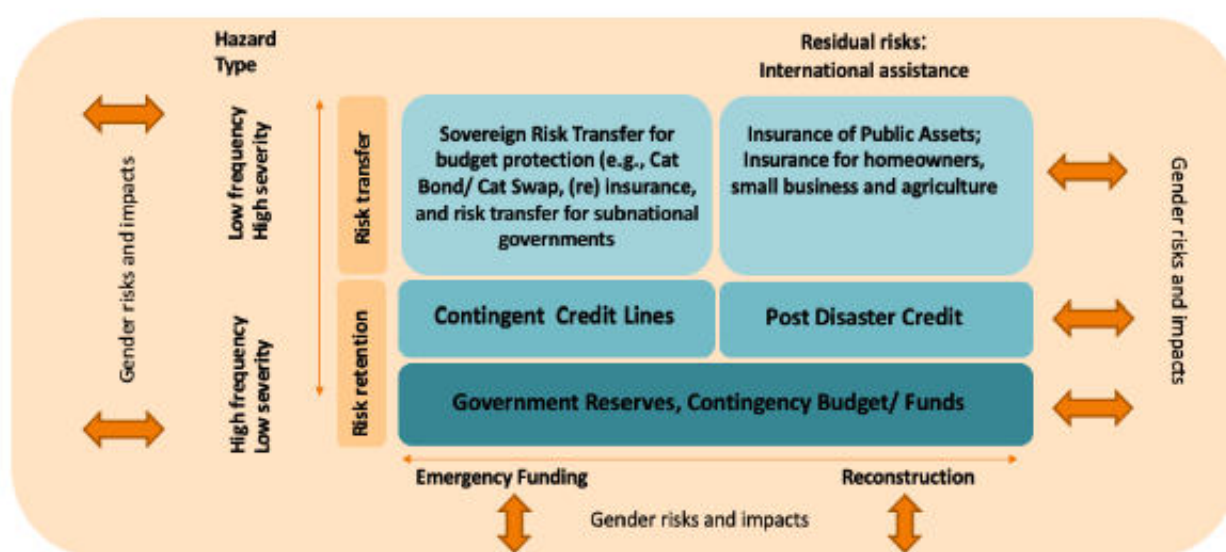 Hazard
Type
Residual risks:
International assistance
Gender risks and impacts
Low frequency
High severity
Risk transfer
Sovereign Risk Transfer for
budget protection (e.g., Cat
Bond/ Cat Swap, (re) insurance,
and risk transfer for subnational
governments
Insurance of Public Assets;
Insurance for homeowners,
small business and agriculture
Gender risks and impacts
High frequency
Low severity
Risk retention
Contingent Credit Lines
Post Disaster Credit
Government Reserves, Contingency Budget/ Funds
Emergency Funding
Reconstruction
Gender risks and impacts